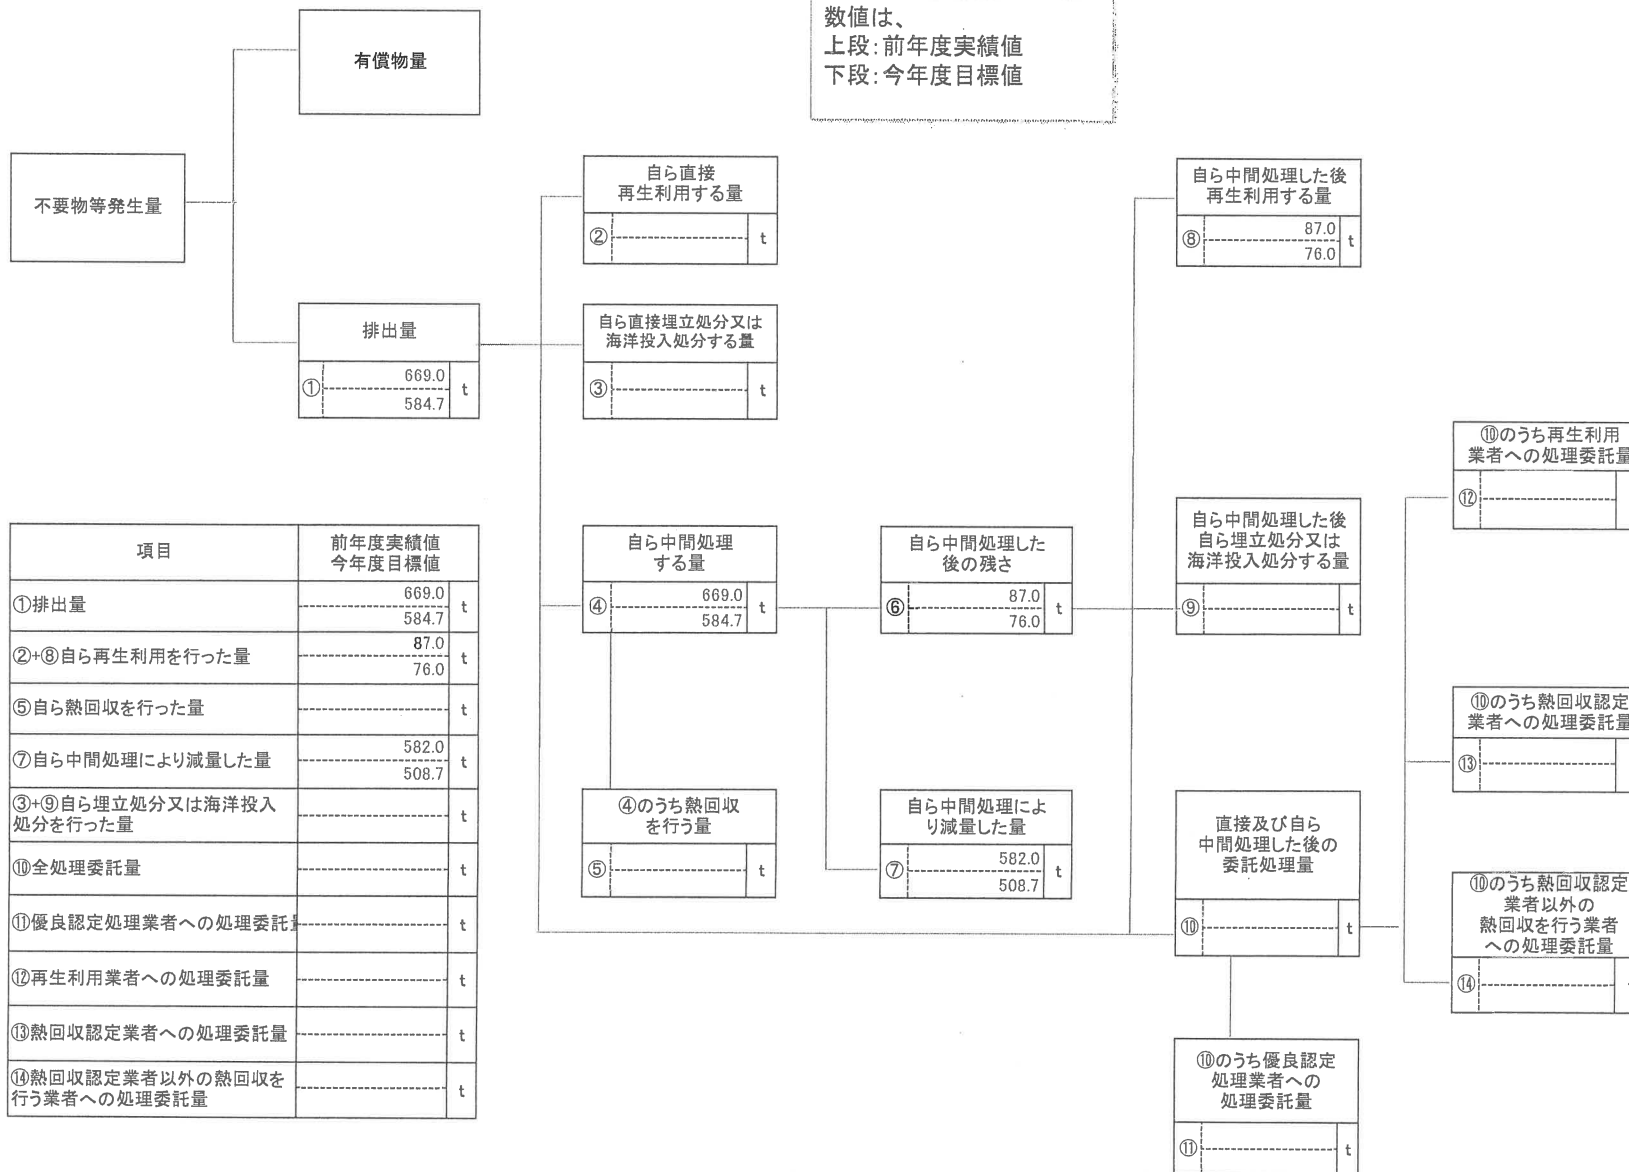 数値は、
上段：前年度実績値
下段：今年度目標値
有償物量
不要物等発生量
排出量
①
669.0
584.7
t
自ら直接
再生利用する量
②
t
自ら直接埋立処分又は
海洋投入処分する量
③
t
自ら中間処理
する量
④
669.0
584.7
t
④のうち熱回収
を行う量
⑤
t
自ら中間処理した
後の残さ
⑥
87.0
76.0
t
自ら中間処理によ
り減量した量
⑦
582.0
508.7
t
自ら中間処理した後
再生利用する量
⑧
87.0
76.0
t
自ら中間処理した後
自ら埋立処分又は
海洋投入処分する量
⑨
t
直接及び自ら
中間処理した後の
委託処理量
⑩
t
⑩のうち優良認定
処理業者への
処理委託量
⑪
t
⑩のうち再生利用
業者への処理委託量
⑫
⑩のうち熱回収認定
業者への処理委託量
⑬
⑩のうち熱回収認定
業者以外の
熱回収を行う業者
への処理委託量
⑭
項目
前年度実績値
今年度目標値
①排出量
669.0
584.7
t
②+⑧自ら再生利用を行った量
87.0
76.0
t
⑤自ら熱回収を行った量
t
⑦自ら中間処理により減量した量
582.0
508.7
t
③+⑨自ら埋立処分又は海洋投入
処分を行った量
t
⑩全処理委託量
t
⑪優良認定処理業者への処理委託
t
⑫再生利用業者への処理委託量
t
⑬熱回収認定業者への処理委託量
t
⑭熱回収認定業者以外の熱回収を
行う業者への処理委託量
t